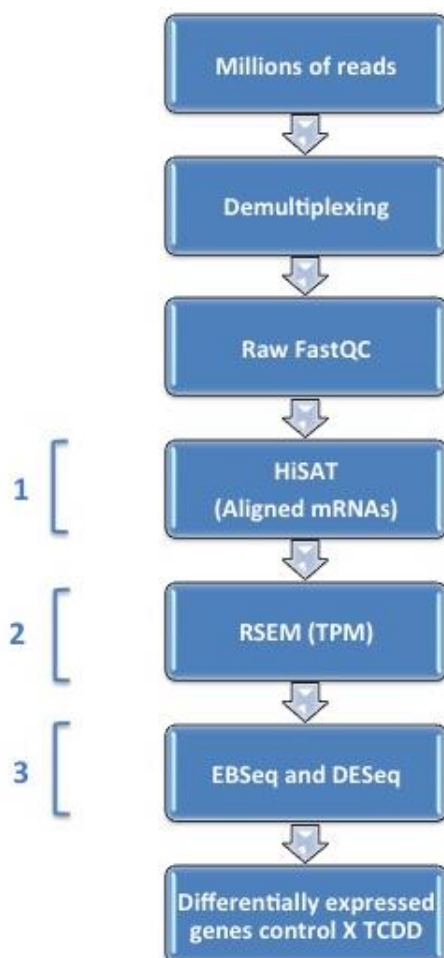 Millions of reads
Demultiplexing
Raw FastQC
1
HiSAT
(Aligned mRNAs)
2
RSEM (TPM)
3
EBSeq and DESeq
Differentially expressed
genes control X TCDD